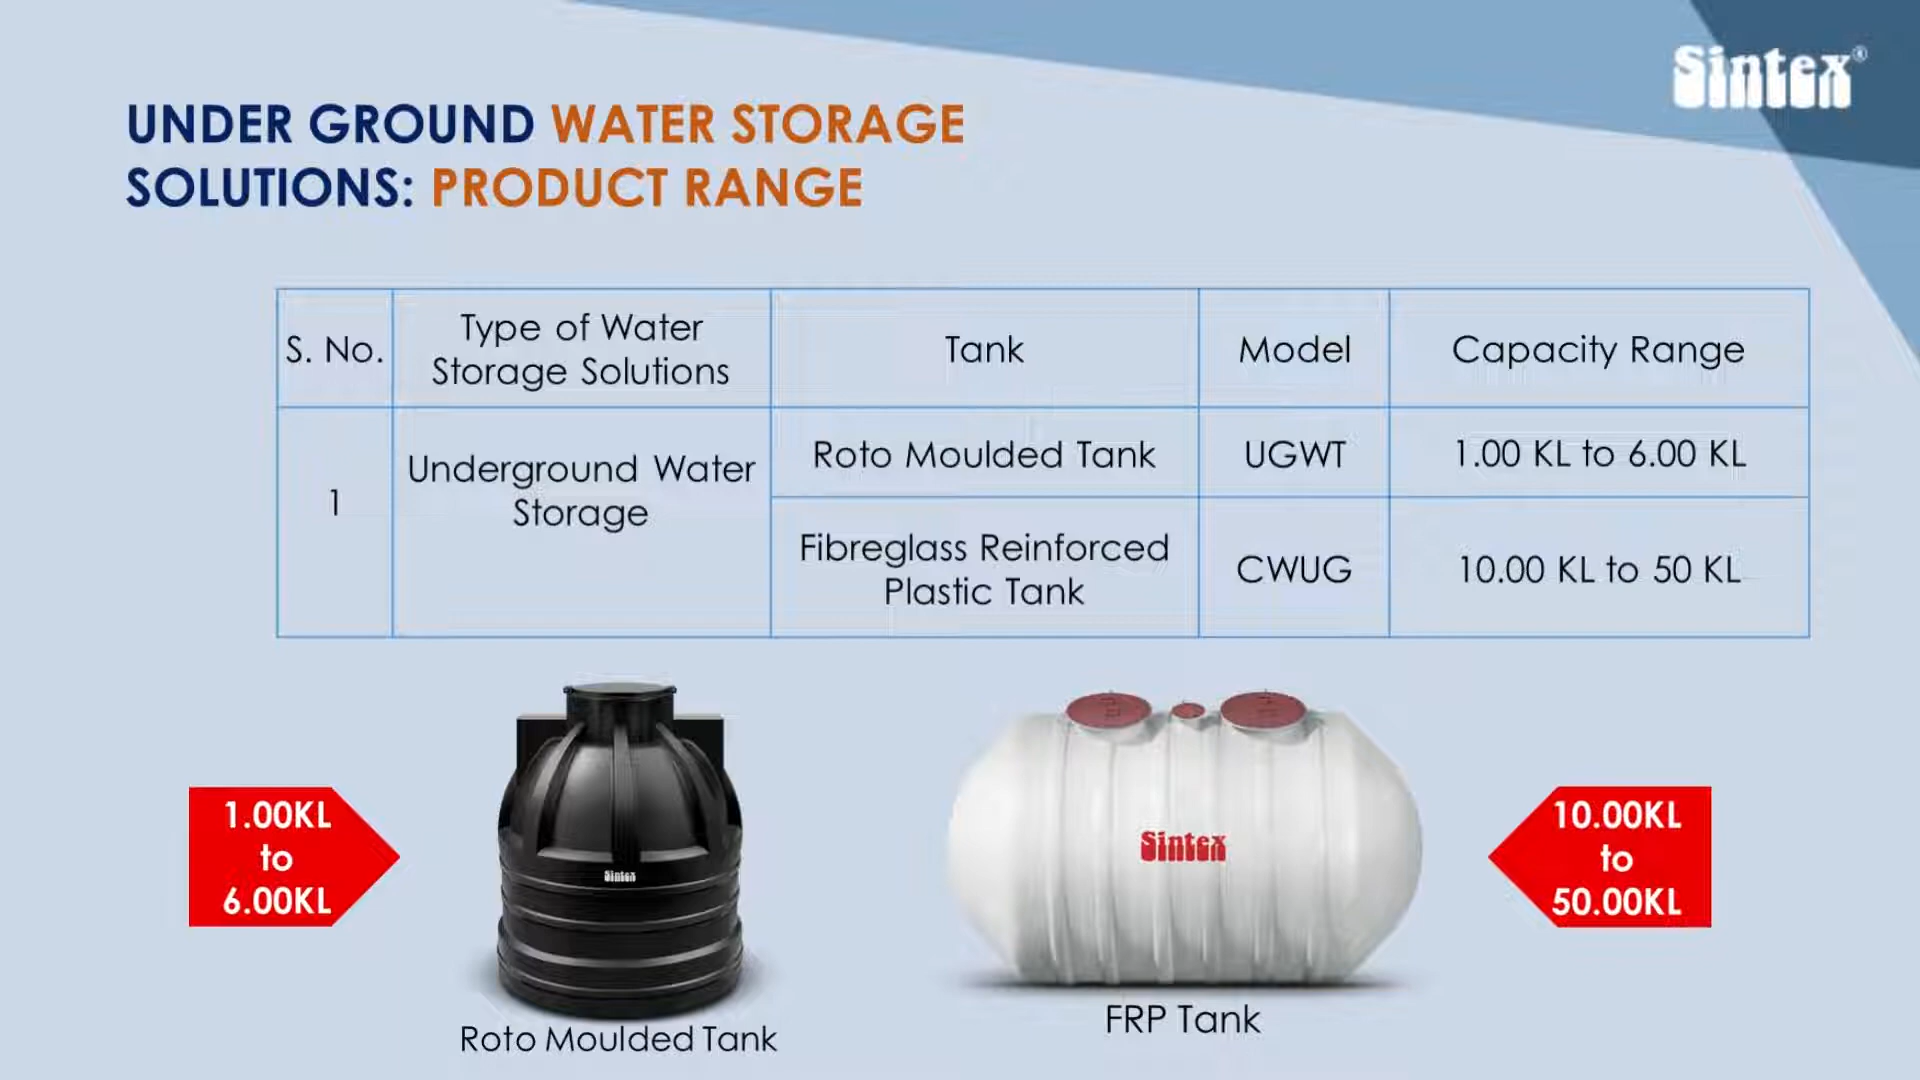 Sintex®
UNDER GROUND WATER STORAGE
SOLUTIONS: PRODUCT RANGE
S. No.
Type of Water
Storage Solutions
Tank
Model
Capacity Range
1
Underground Water
Storage
Roto Moulded Tank
UGWT
1.00 KL to 6.00 KL
Fibreglass Reinforced
Plastic Tank
CWUG
10.00 KL to 50 KL
1.00KL
to
6.00KL
Sintex
Roto Moulded Tank
Sintex
FRP Tank
10.00KL
to
50.00KL